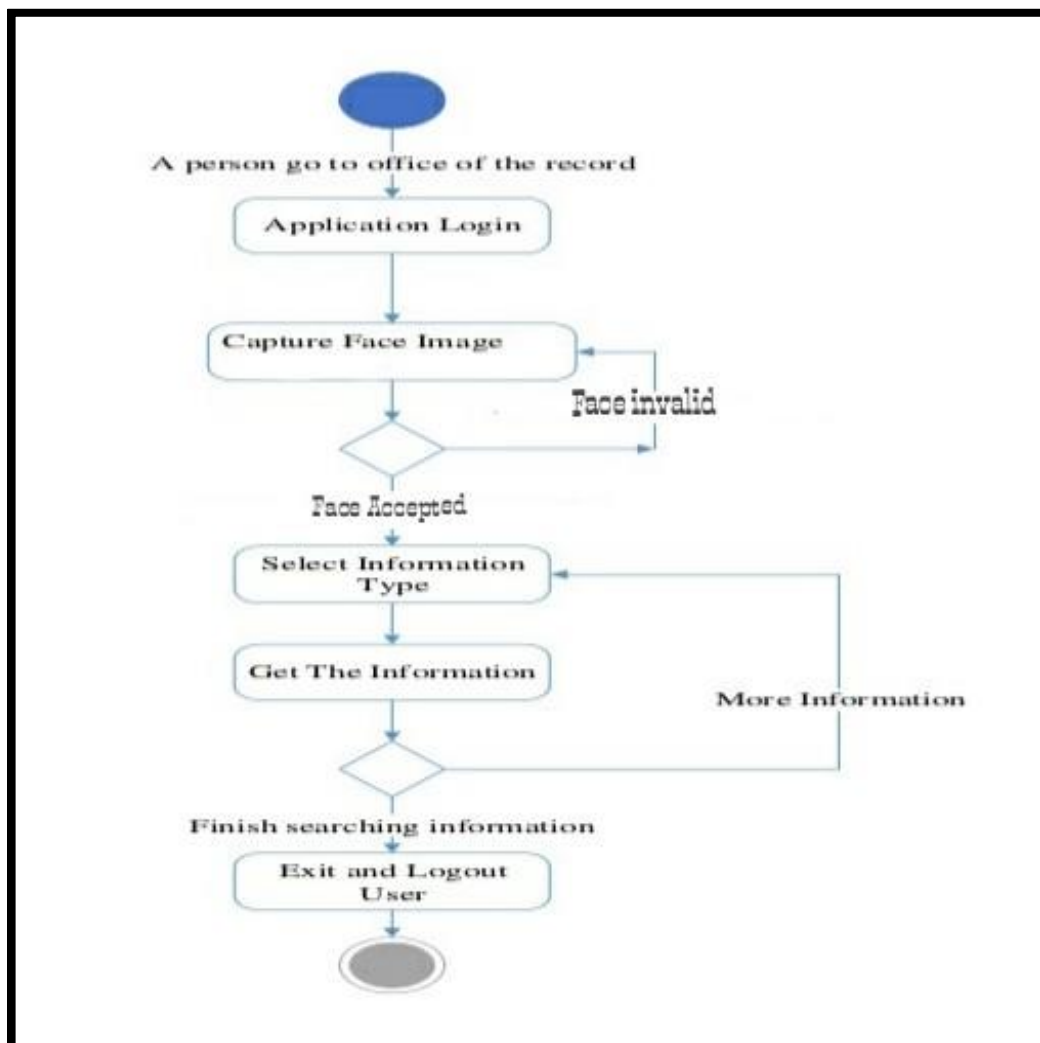 A person go to office of the record
Application Login
Capture Face Image
Face invalid
Face Accepted
Select Information
Type
Get The Information
More Information
Finish searching information
Exit and Logout
User